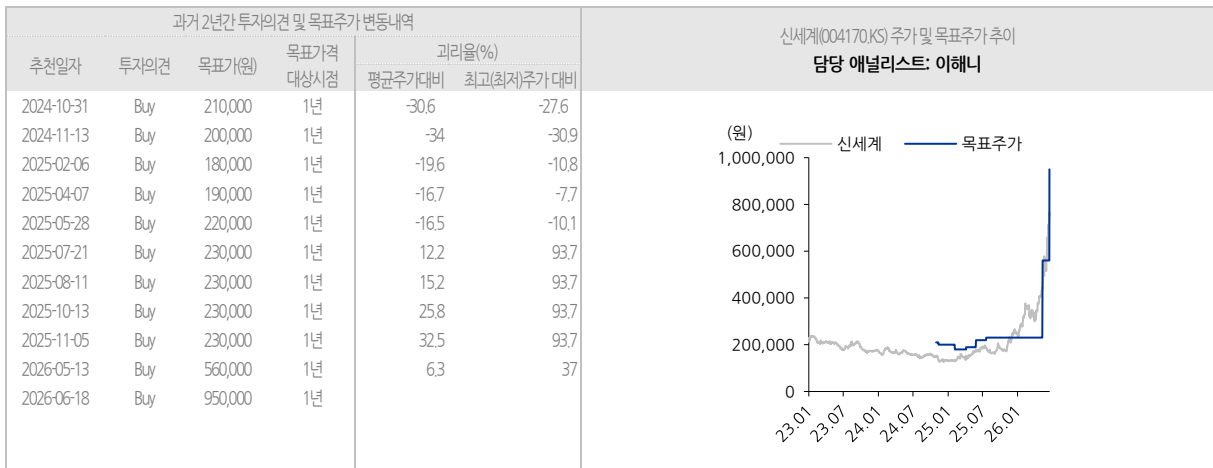 과거 2년간 투자의견 및 목표주가 변동내역
추천일자 투자의견 목표가(원) 목표가격 대상시점 괴리율(%)
평균주가대비 최고(최저)주가 대비
2024-10-31 Buy 210,000 1년 -30.6 -27.6
2024-11-13 Buy 200,000 1년 -34 -30.9
2025-02-06 Buy 180,000 1년 -19.6 -10.8
2025-04-07 Buy 190,000 1년 -16.7 -7.7
2025-05-28 Buy 220,000 1년 -16.5 -10.1
2025-07-21 Buy 230,000 1년 12.2 93.7
2025-08-11 Buy 230,000 1년 15.2 93.7
2025-10-13 Buy 230,000 1년 25.8 93.7
2025-11-05 Buy 230,000 1년 32.5 93.7
2026-05-13 Buy 560,000 1년 6.3 37
2026-06-18 Buy 950,000 1년
신세계(004170.KS) 주가 및 목표주가 추이
담당 애널리스트: 이해니
(원)
신세계 목표주가
1,000,000
800,000
600,000
400,000
200,000
0
23.01 23.07 24.01 24.07 25.01 25.07 26.01